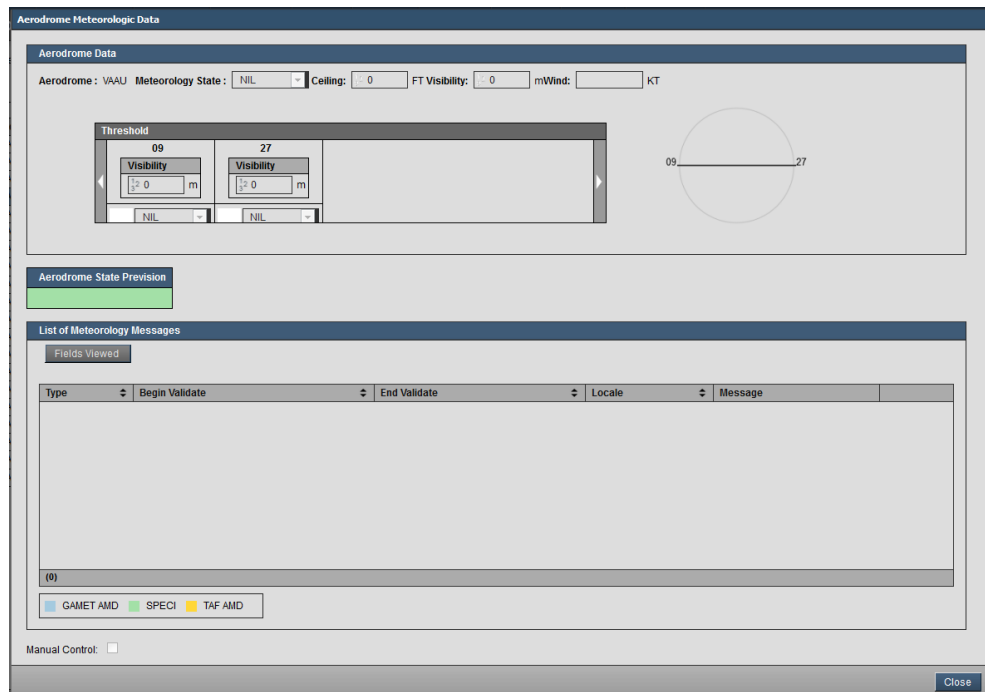 Aerodrome Meteorologic Data
Aerodrome Data
Aerodrome : VAAU Meteorology State : NIL Ceiling: 0 FT Visibility: 0 mWind: KT
Threshold
09 27
Visibility Visibility
0 m 0 m
NIL NIL
09 27
Aerodrome State Prevision
List of Meteorology Messages
Fields Viewed
Type Begin Validate End Validate Locale Message
(0)
GAMET AMD SPECI TAF AMD
Manual Control:
Close